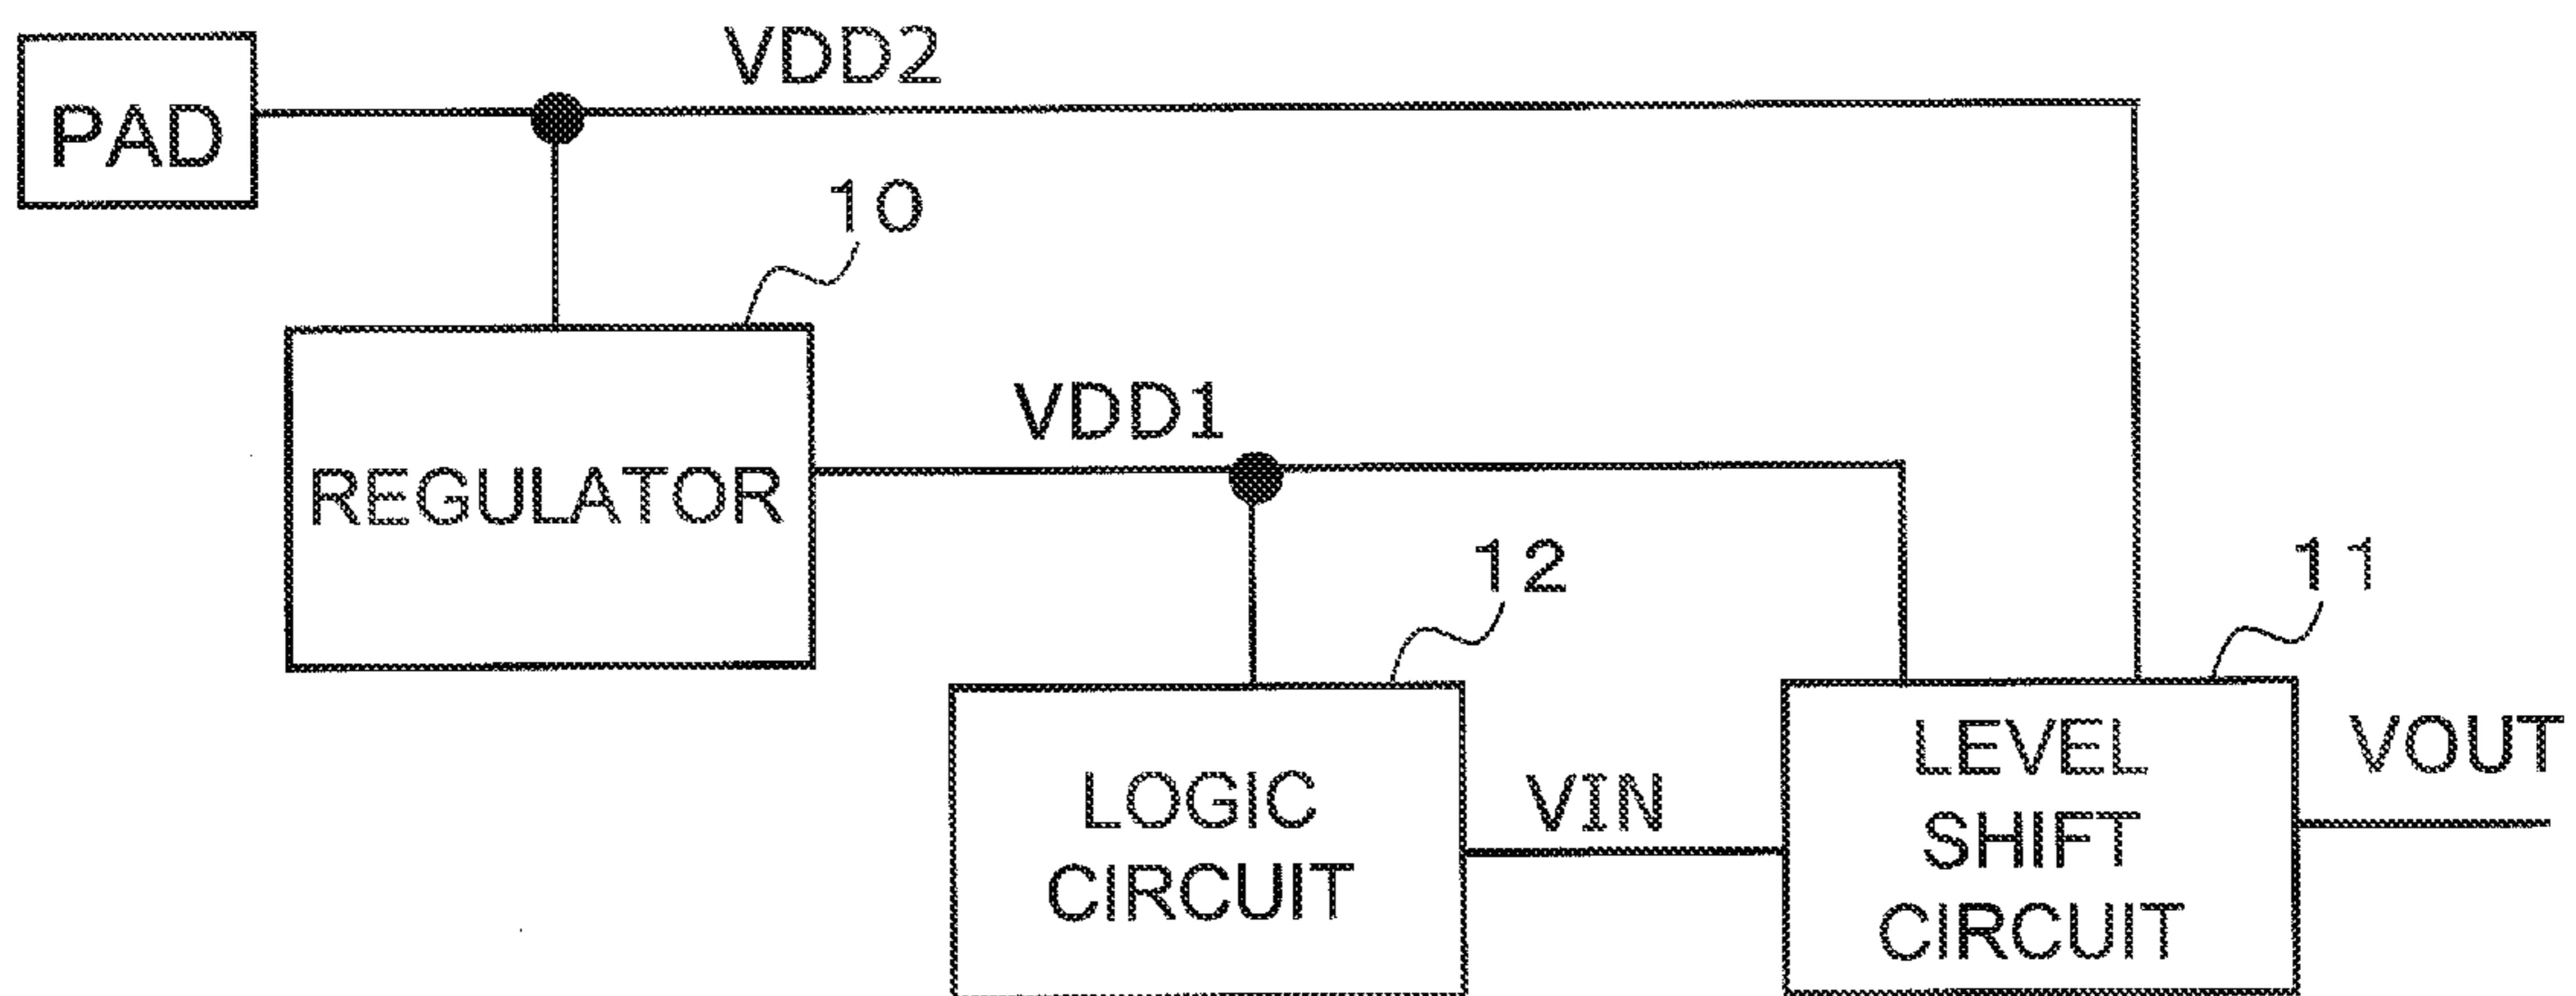 VDD2
PAD
10
VDD1
REGULATOR
12
11
LEVEL
SHIFT
CIRCUIT
VOUT
LOGIC
CIRCUIT
VIN